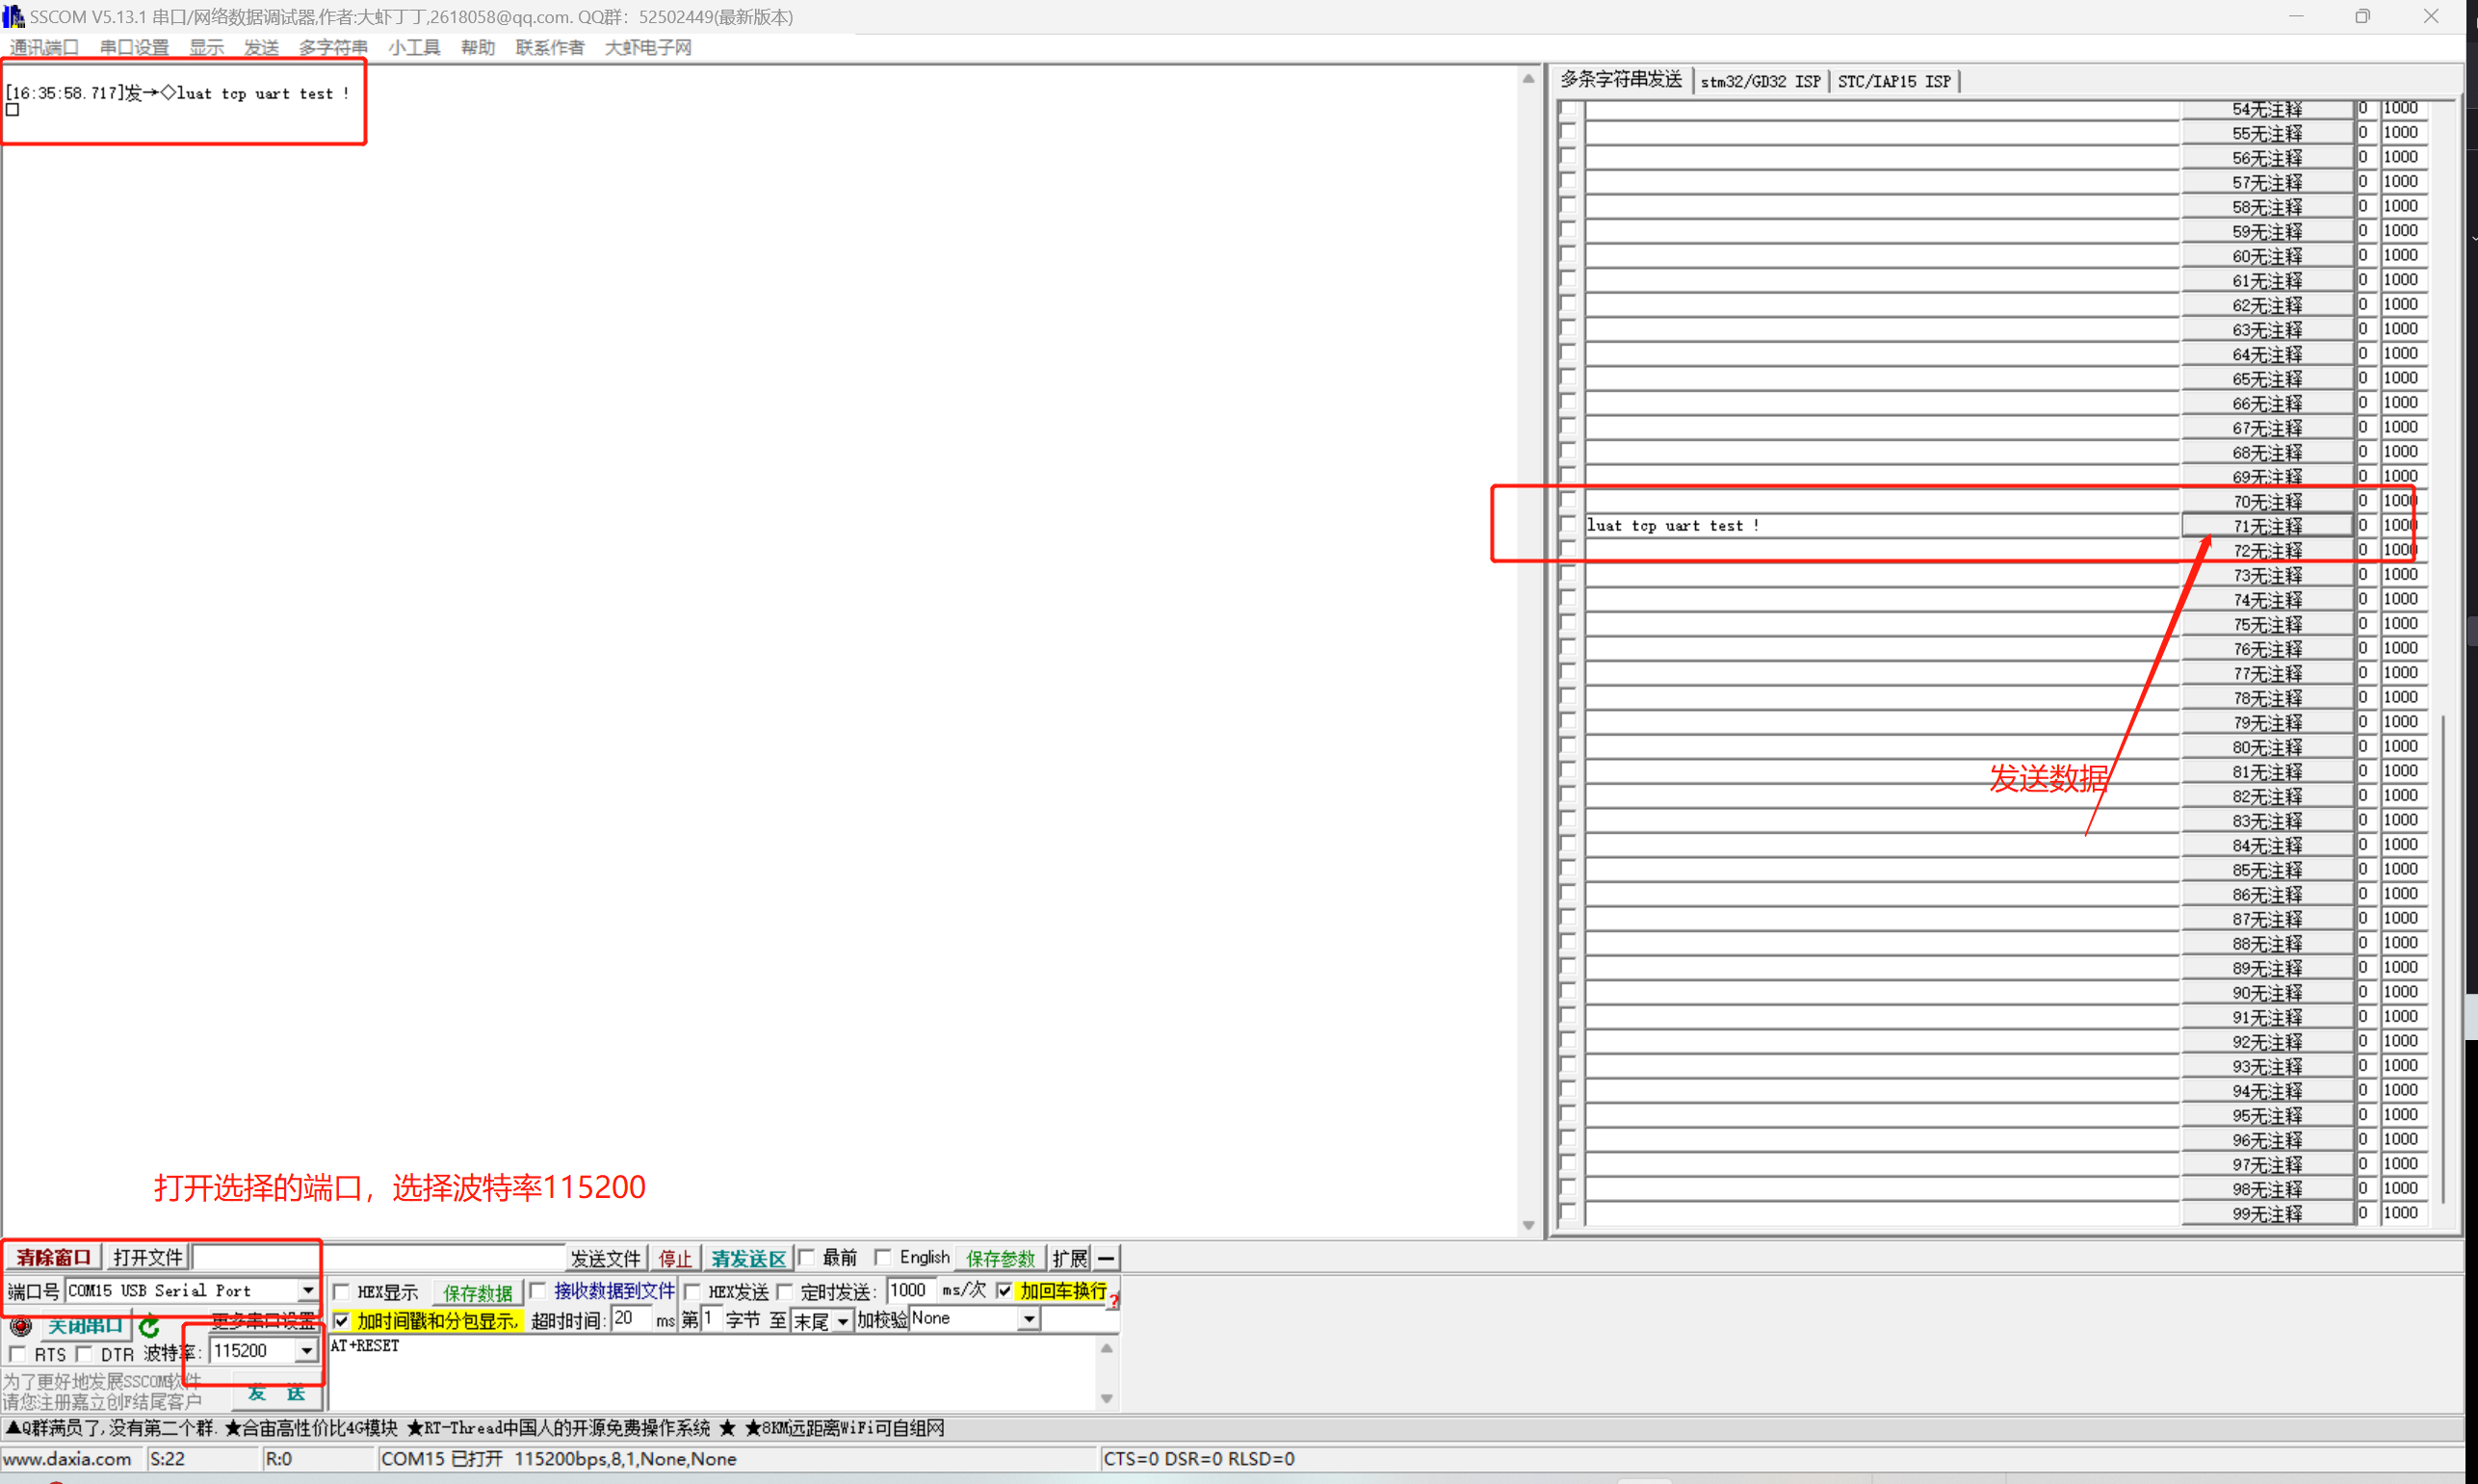 SSCOM V5.13.1 串口/网络数据调试器,作者:大虾丁丁,2618058@qq.com. QQ群: 52502449(最新版本)
通讯端口 串口设置 显示 发送 多字符串 小工具 帮助 联系作者 大虾电子网
[16:35:58.717]发→◇luat tcp uart test !
□
多条字符串发送 stm32/GD32 ISP STC/IAP15 ISP
54无注释 0 1000
55无注释 0 1000
56无注释 0 1000
57无注释 0 1000
58无注释 0 1000
59无注释 0 1000
60无注释 0 1000
61无注释 0 1000
62无注释 0 1000
63无注释 0 1000
64无注释 0 1000
65无注释 0 1000
66无注释 0 1000
67无注释 0 1000
68无注释 0 1000
69无注释 0 1000
70无注释 0 1000
luat tcp uart test ! 71无注释 0 1000
72无注释 0 1000
73无注释 0 1000
74无注释 0 1000
75无注释 0 1000
76无注释 0 1000
77无注释 0 1000
78无注释 0 1000
79无注释 0 1000
80无注释 0 1000
发送数据
81无注释 0 1000
82无注释 0 1000
83无注释 0 1000
84无注释 0 1000
85无注释 0 1000
86无注释 0 1000
87无注释 0 1000
88无注释 0 1000
89无注释 0 1000
90无注释 0 1000
91无注释 0 1000
92无注释 0 1000
93无注释 0 1000
94无注释 0 1000
95无注释 0 1000
96无注释 0 1000
97无注释 0 1000
98无注释 0 1000
99无注释 0 1000
打开选择的端口，选择波特率115200
清除窗口 打开文件 发送文件 停止 清发送区 最前 English 保存参数 扩展 —
端口号 COM15 USB Serial Port HEX显示 保存数据 接收数据到文件 HEX发送 定时发送: 1000 ms/次 加回车换行 ?
关闭串口 更多串口设置 加时间戳和分包显示, 超时时间: 20 ms 第 1 字节 至 末尾 加校验 None
RTS DTR 波特率: 115200 AT+RESET
为了更好地发展SSCOM软件
请您注册嘉立创F结尾客户 发 送
▲Q群满员了,没有第二个群. ★合宙高性价比4G模块 ★RT-Thread中国人的开源免费操作系统 ★ ★8KM远距离WiFi可自组网
www.daxia.com S:22 R:0 COM15 已打开 115200bps,8,1,None,None CTS=0 DSR=0 RLSD=0